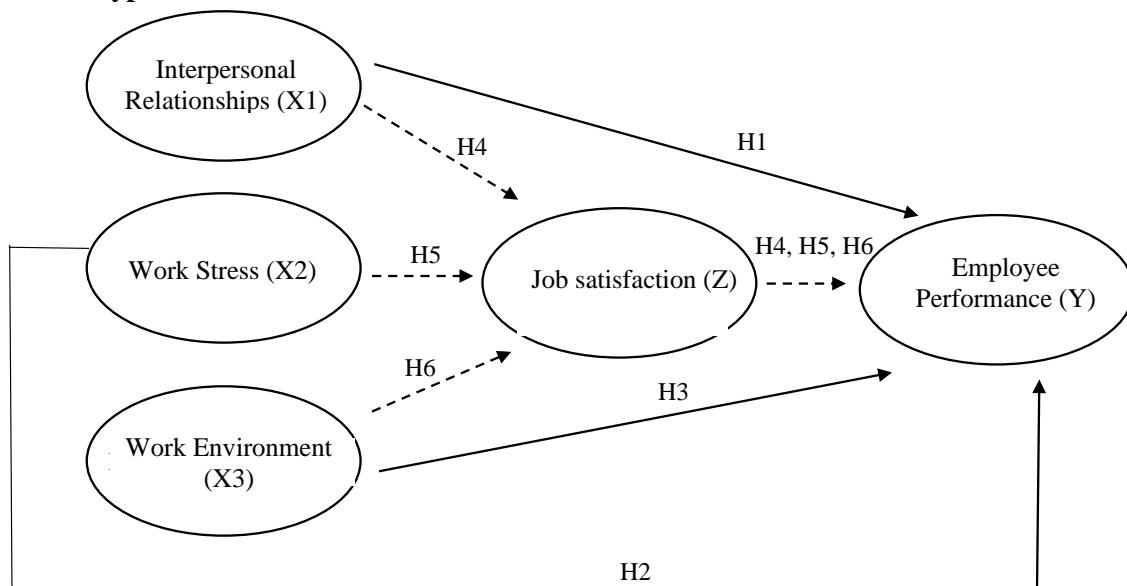 Interpersonal
Relationships (X1)
H1
H4
Work Stress (X2)
H5
Job satisfaction (Z)
H4, H5, H6
Employee
Performance (Y)
H6
H3
Work Environment
(X3)
H2